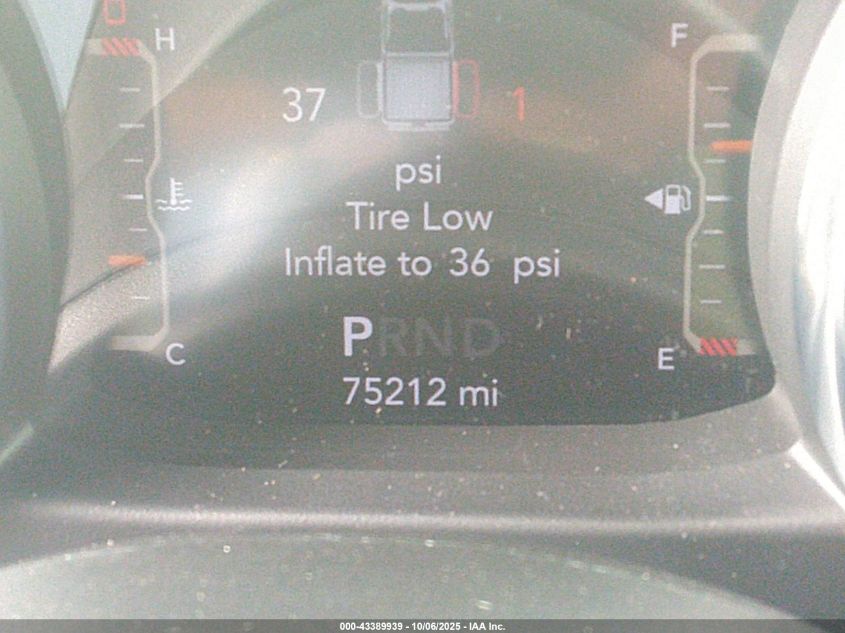 H F
37 1
psi
Tire Low
Inflate to 36 psi
PRND
C E
75212 mi
000-43389939 - 10/06/2025 - IAA Inc.